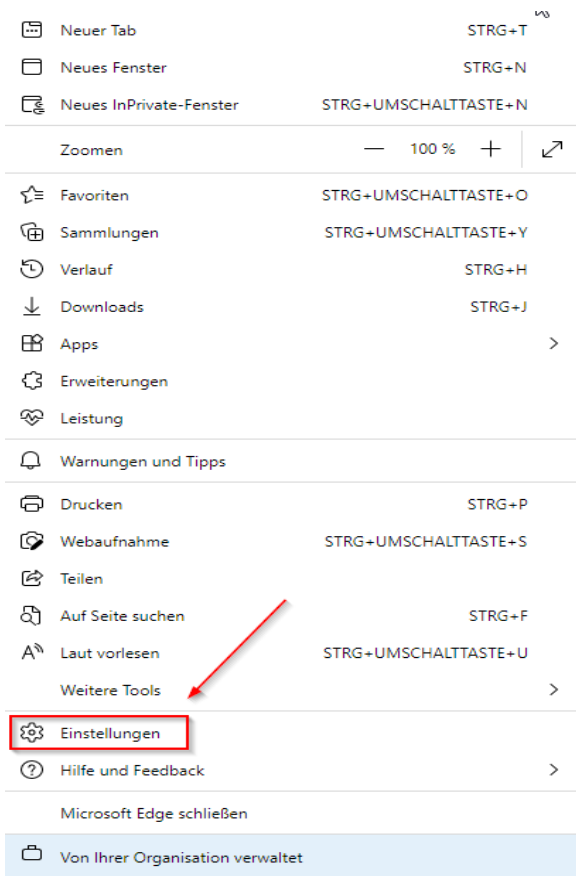 Neuer Tab STRG+T
Neues Fenster STRG+N
Neues InPrivate-Fenster STRG+UMSCHALTTASTE+N
Zoomen — 100 % +
Favoriten STRG+UMSCHALTTASTE+O
Sammlungen STRG+UMSCHALTTASTE+Y
Verlauf STRG+H
Downloads STRG+J
Apps
Erweiterungen
Leistung
Warnungen und Tipps
Drucken STRG+P
Webaufnahme STRG+UMSCHALTTASTE+S
Teilen
Auf Seite suchen STRG+F
Laut vorlesen STRG+UMSCHALTTASTE+U
Weitere Tools
Einstellungen
Hilfe und Feedback
Microsoft Edge schließen
Von Ihrer Organisation verwaltet